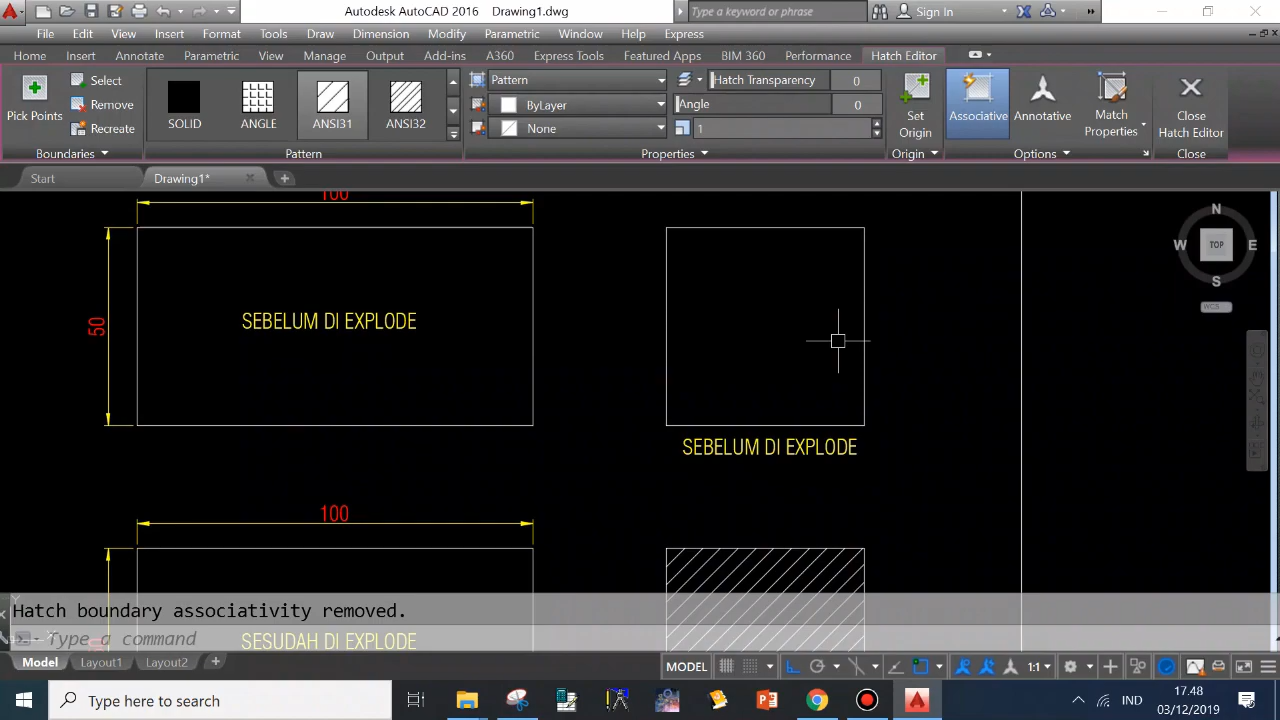 Autodesk AutoCAD 2016 Drawing1.dwg
Type a keyword or phrase
Sign In
File Edit View Insert Format Tools Draw Dimension Modify Parametric Window Help Express
Home Insert Annotate Parametric View Manage Output Add-ins A360 Express Tools Featured Apps BIM 360 Performance Hatch Editor
Pick Points
Select
Remove
Recreate
SOLID
ANGLE
ANSI31
ANSI32
Pattern
ByLayer
None
Hatch Transparency 0
Angle 0
1
Set
Origin
Associative
Annotative
Match
Properties
Close
Hatch Editor
Boundaries
Pattern
Properties
Origin
Options
Close
Start
Drawing1*
100
50
SEBELUM DI EXPLODE
SEBELUM DI EXPLODE
N
W TOP E
S
WCS
100
Hatch boundary associativity removed.
Type a command
SESUDAH DI EXPLODE
Model Layout1 Layout2
MODEL
1:1
Type here to search
IND
17.48
03/12/2019